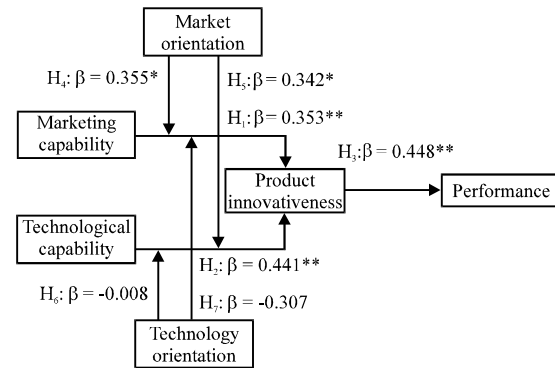 Market
orientation
H₄: β = 0.355*
H₅:β = 0.342*
H₁: β = 0.353**
Marketing
capability
H₃:β = 0.448**
Product
innovativeness
Performance
Technological
capability
H₂: β = 0.441**
H₆: β = -0.008
H₇: β = -0.307
Technology
orientation